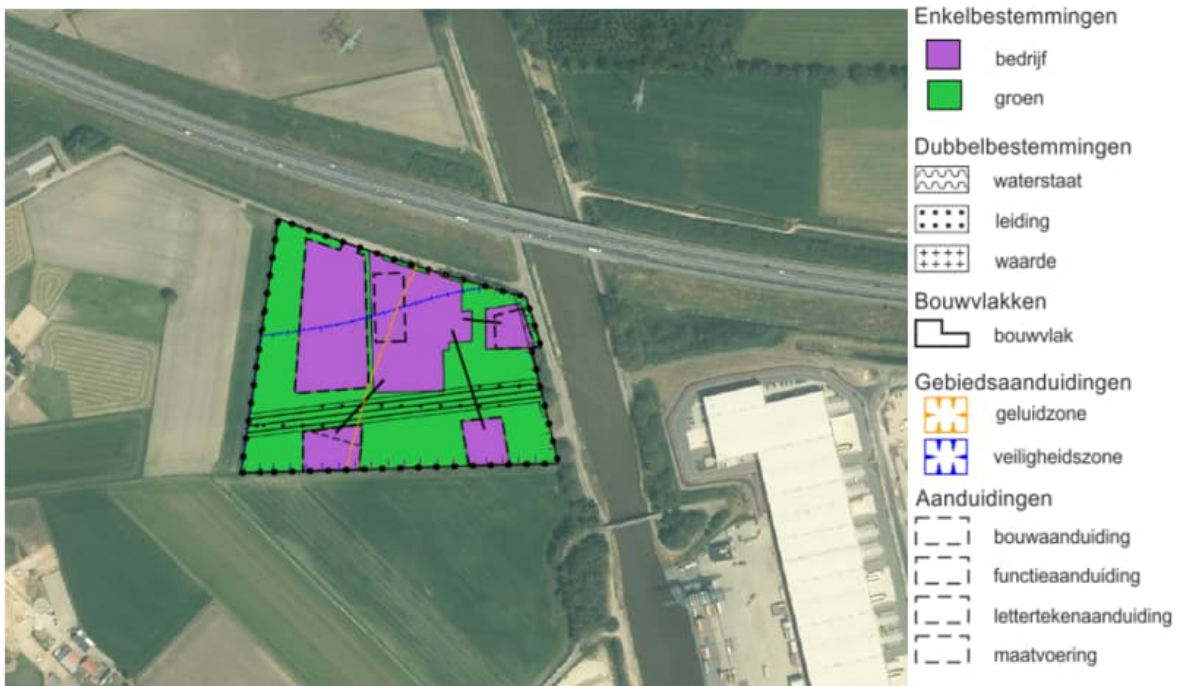 Enkelbestemmingen
bedrijf
groen
Dubbelbestemmingen
waterstaat
leiding
waarde
Bouwvlakken
bouwvlak
Gebiedsaanduidingen
geluidzone
veiligheidszone
Aanduidingen
bouwaanduiding
functieaanduiding
lettertekenaanduiding
maatvoering